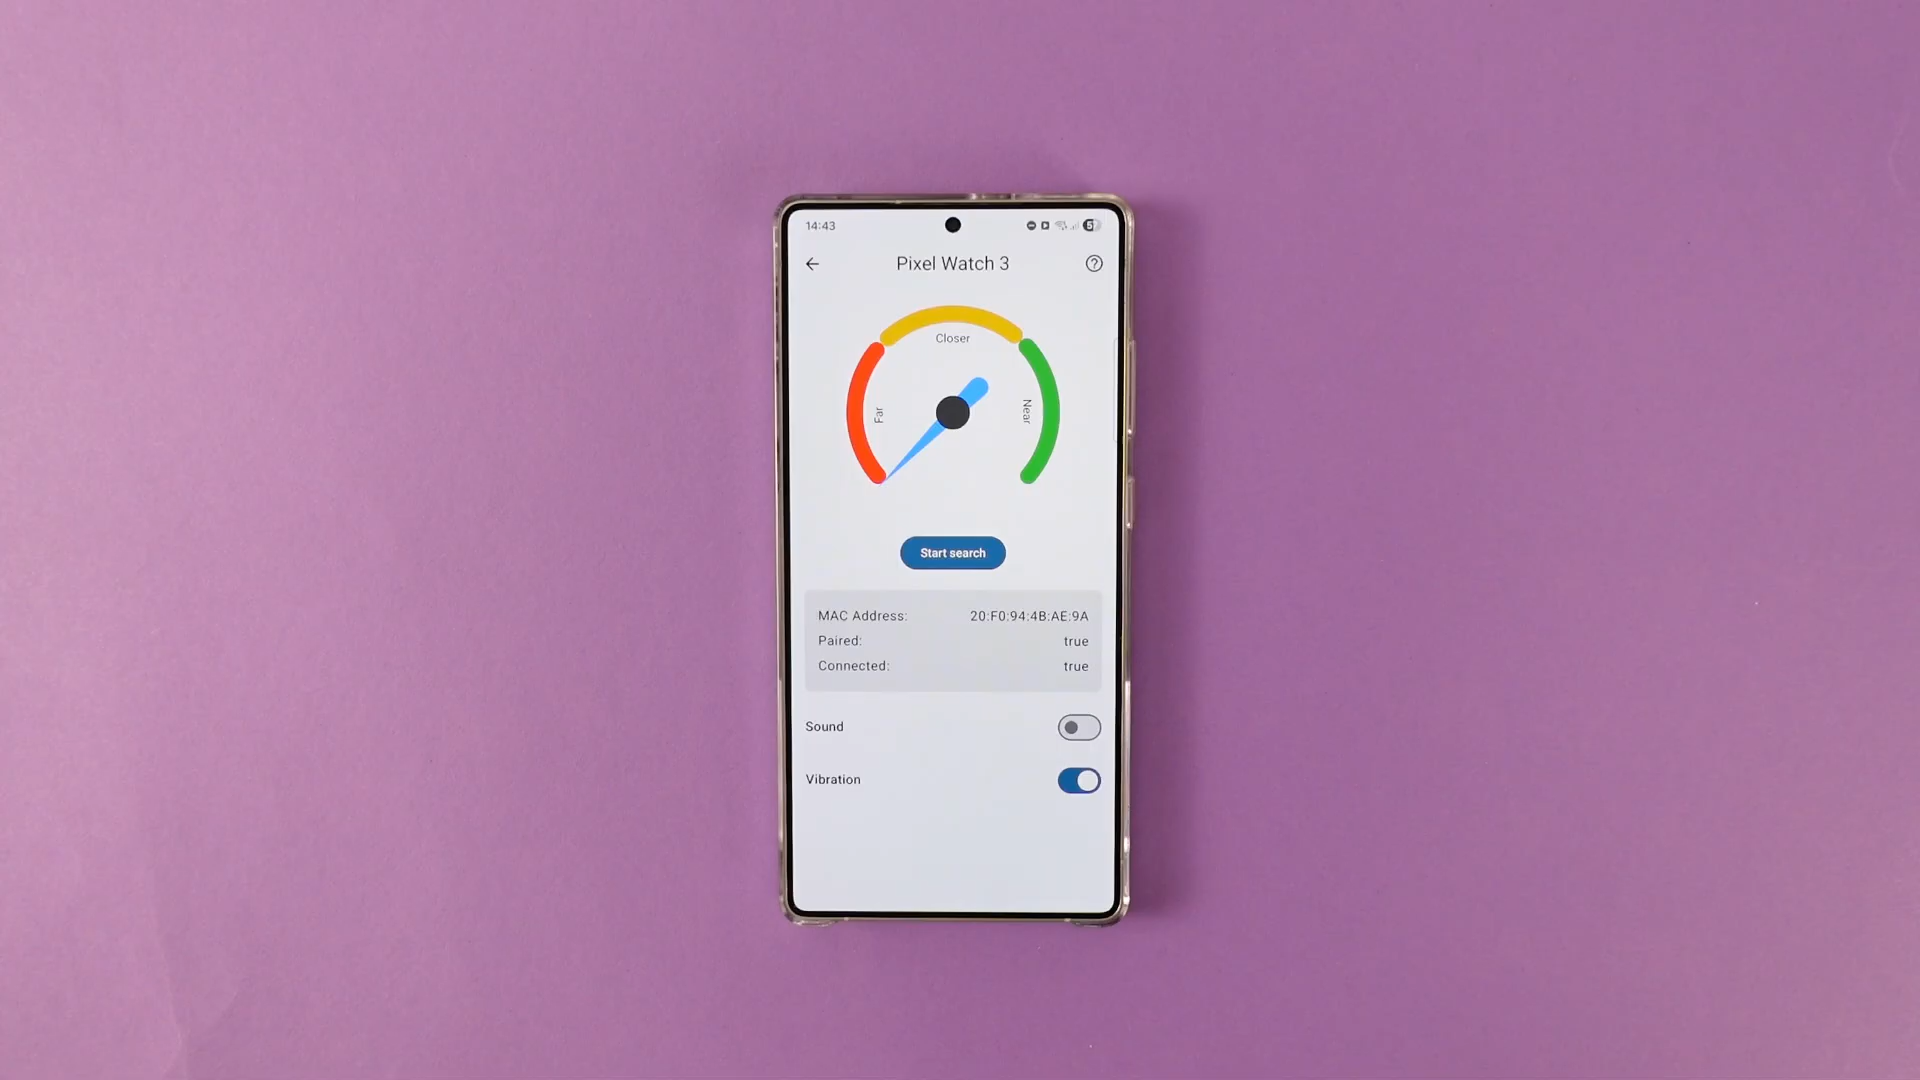 14:43
Pixel Watch 3
Closer
Far
Near
Start search
MAC Address: 20:F0:94:4B:AE:9A
Paired: true
Connected: true
Sound
Vibration